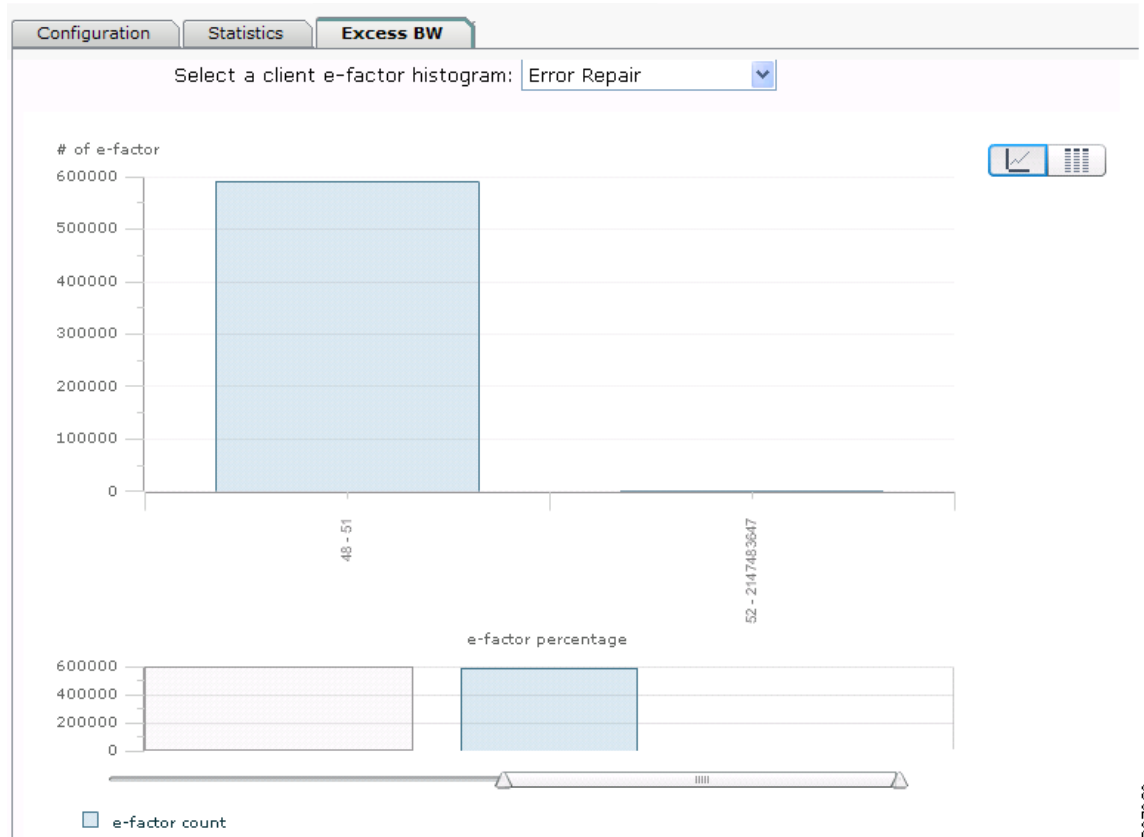 Configuration Statistics Excess BW
Select a client e-factor histogram: Error Repair
# of e-factor
600000
500000
400000
300000
200000
100000
0
48 - 51
52 - 2147483647
e-factor percentage
600000
400000
200000
0
e-factor count